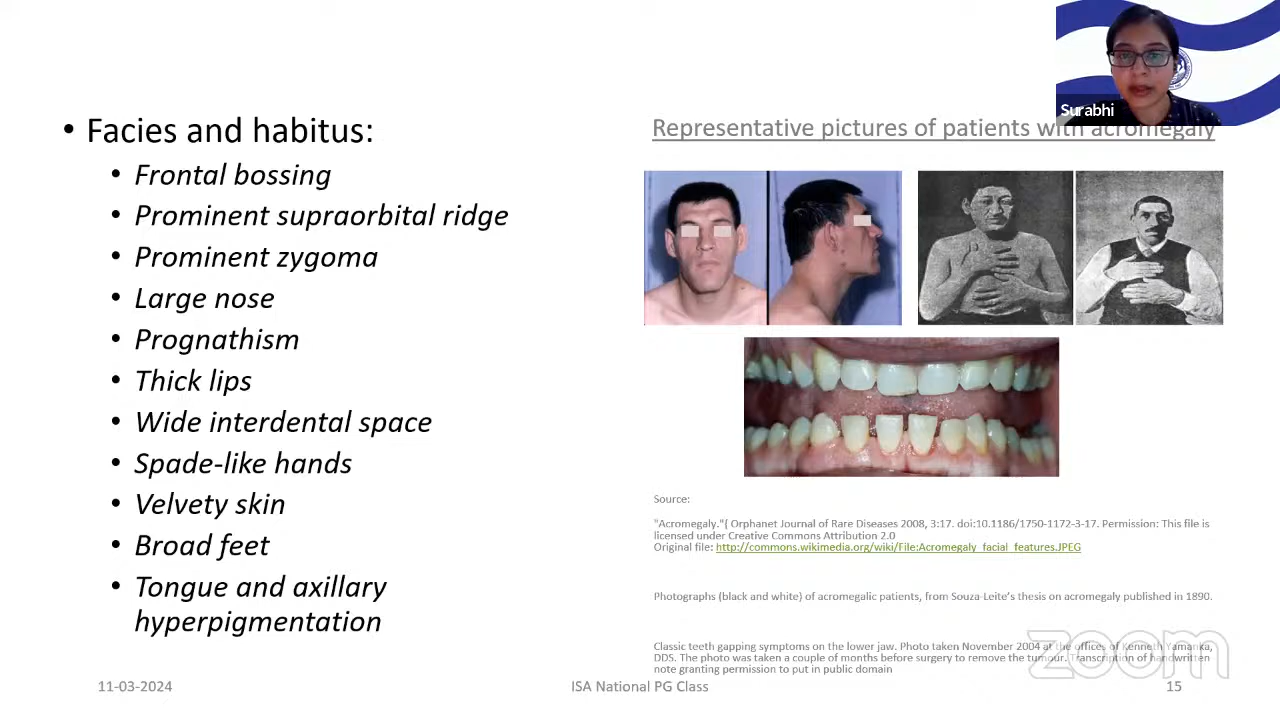 • Facies and habitus:
• Frontal bossing
• Prominent supraorbital ridge
• Prominent zygoma
• Large nose
• Prognathism
• Thick lips
• Wide interdental space
• Spade-like hands
• Velvety skin
• Broad feet
• Tongue and axillary
hyperpigmentation
Surabhi
Representative pictures of patients with acromegaly
Source:
"Acromegaly."( Orphanet Journal of Rare Diseases 2008, 3:17. doi:10.1186/1750-1172-3-17. Permission: This file is
licensed under Creative Commons Attribution 2.0
Original file: http://commons.wikimedia.org/wiki/File:Acromegaly_facial_features.JPEG
Photographs (black and white) of acromegalic patients, from Souza-Leite's thesis on acromegaly published in 1890.
Classic teeth gapping symptoms on the lower jaw. Photo taken November 2004 at the offices of Kenneth Yamanka,
DDS. The photo was taken a couple of months before surgery to remove the tumour. Transcription of handwritten
note granting permission to put in public domain
zoom
11-03-2024
ISA National PG Class
15